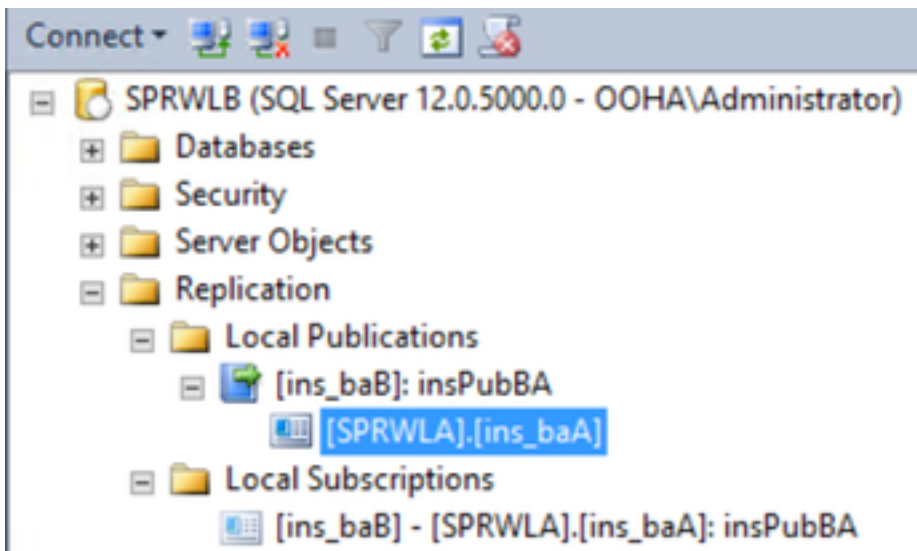 Connect
SPRWLB (SQL Server 12.0.5000.0 - OOHA\Administrator)
Databases
Security
Server Objects
Replication
Local Publications
[ins_baB]: insPubBA
[SPRWLA].[ins_baA]
Local Subscriptions
[ins_baB] - [SPRWLA].[ins_baA]: insPubBA